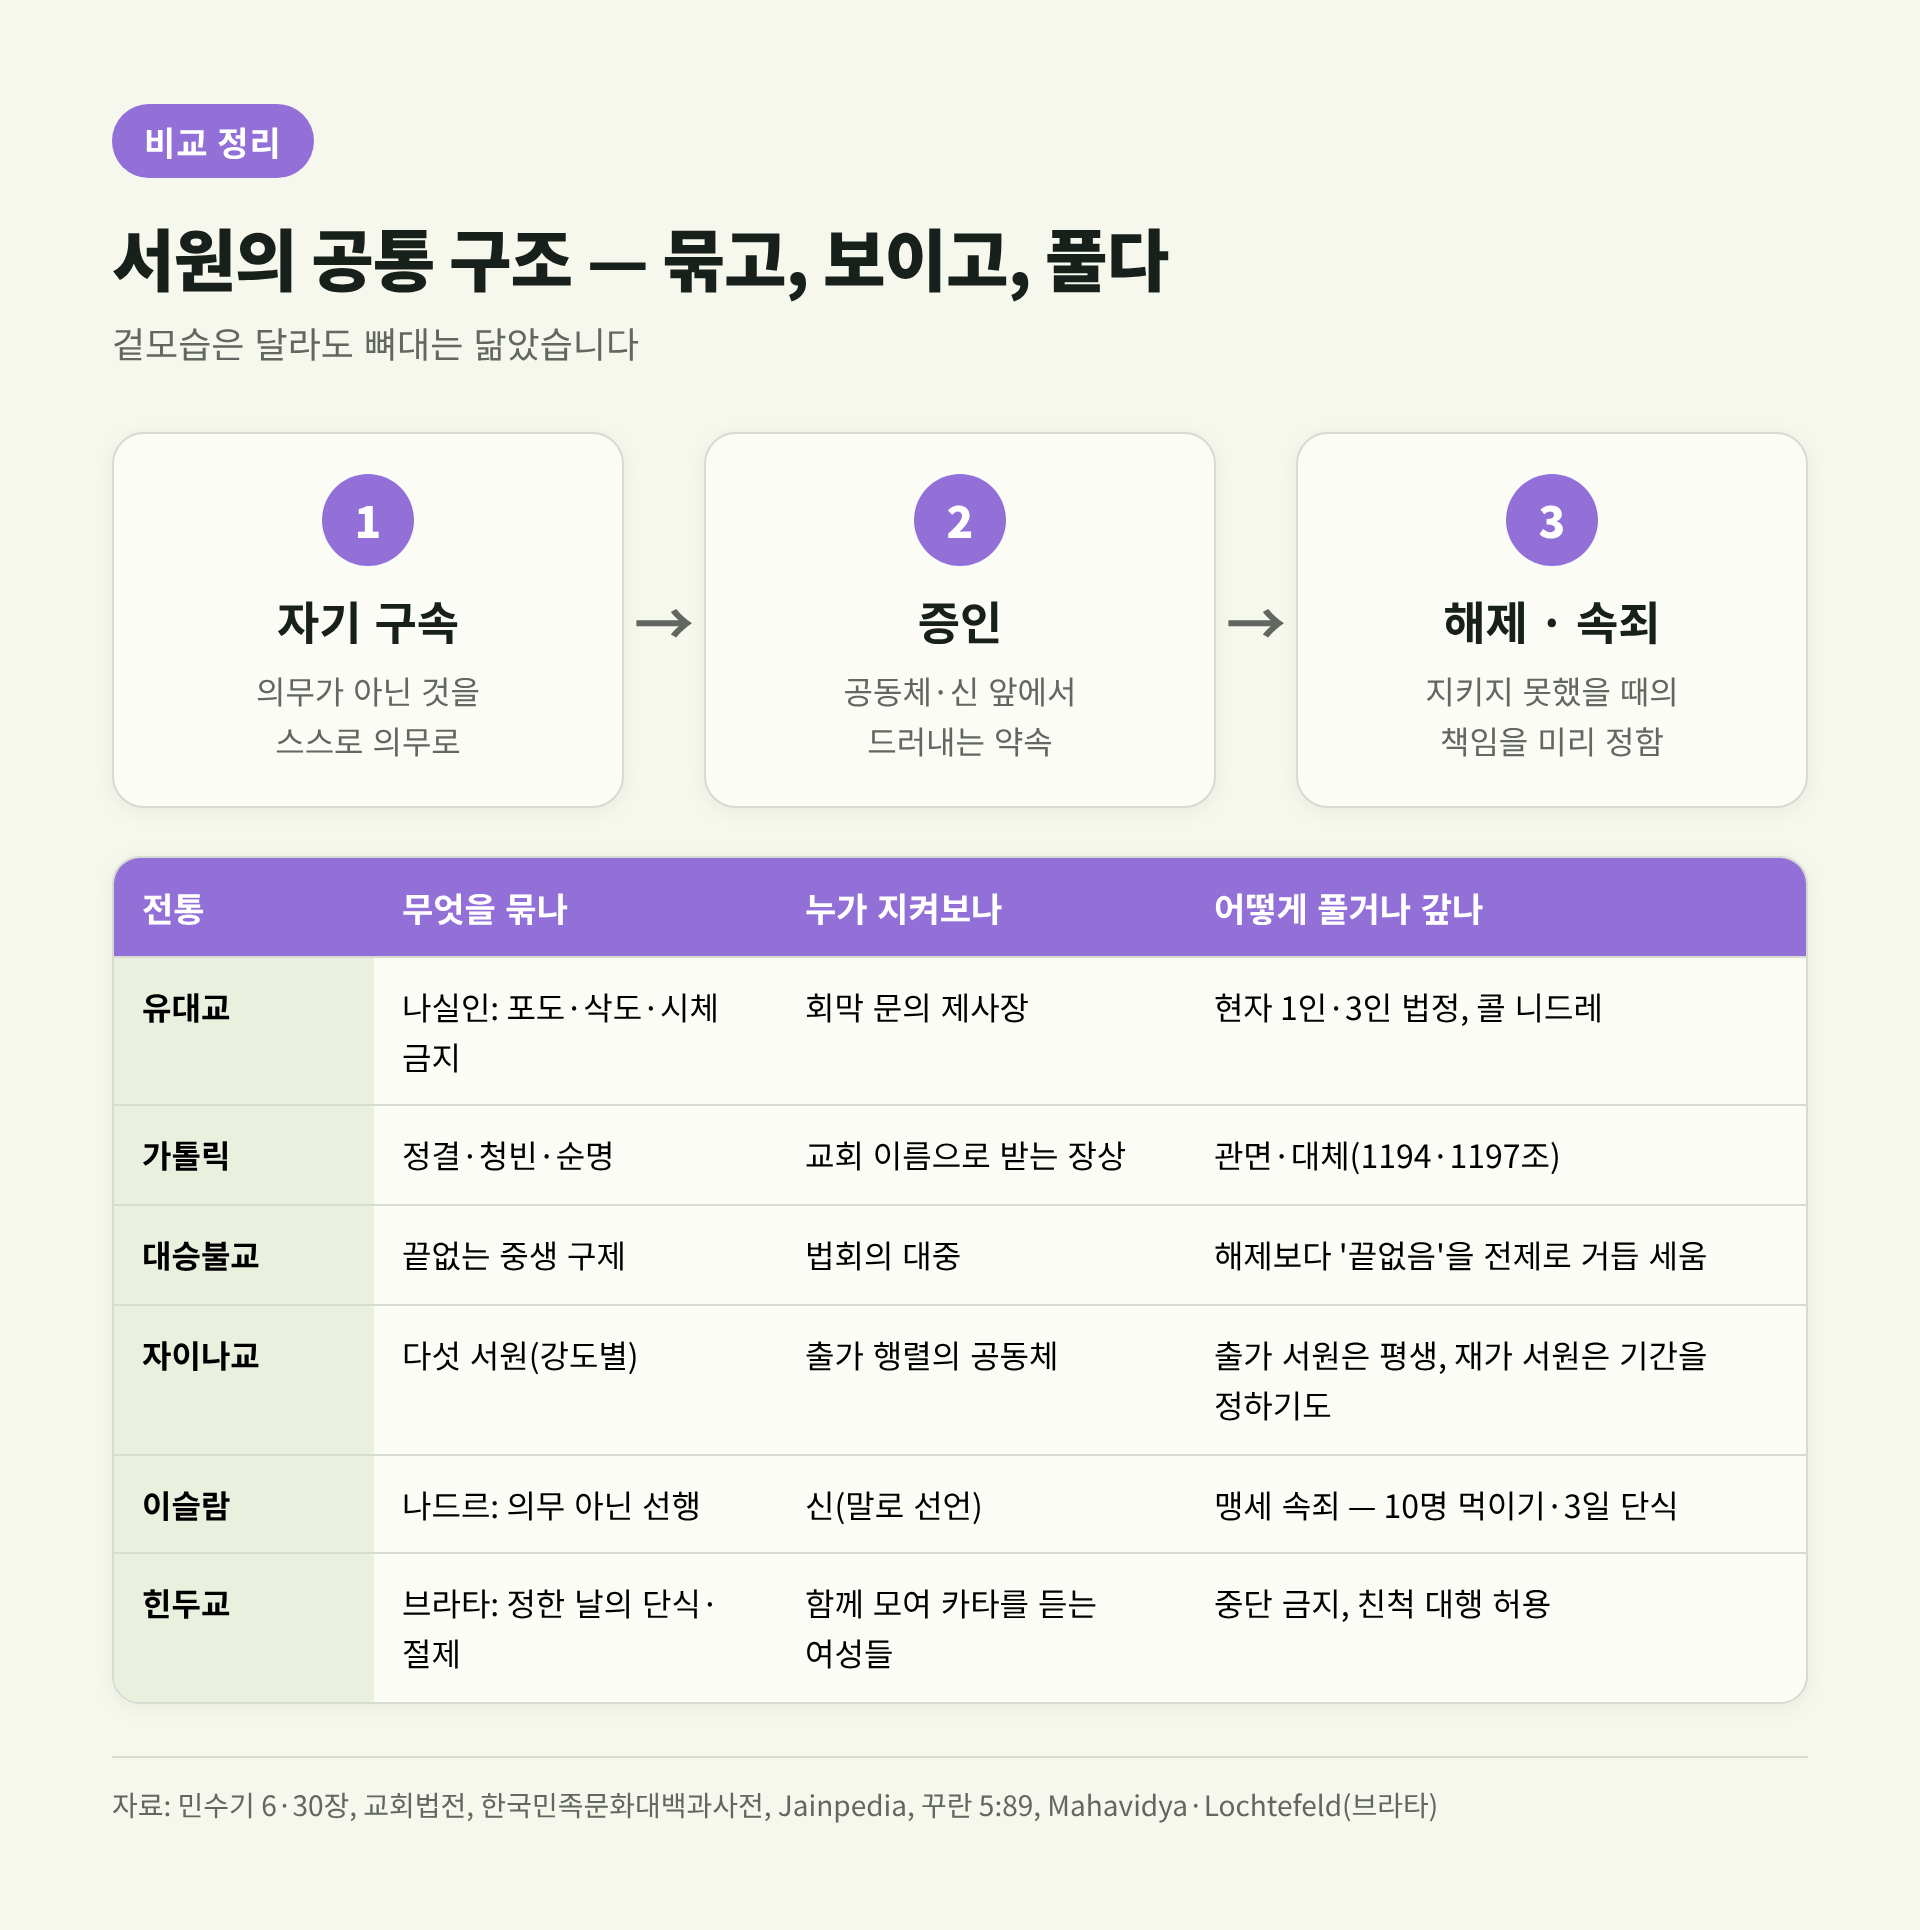 비교 정리
서원의 공통 구조 — 묶고, 보이고, 풀다
겉모습은 달라도 뼈대는 닮았습니다
1
자기 구속
의무가 아닌 것을
스스로 의무로
→
2
증인
공동체·신 앞에서
드러내는 약속
→
3
해제 · 속죄
지키지 못했을 때의
책임을 미리 정함
전통 무엇을 묶나 누가 지켜보나 어떻게 풀거나 갚나
유대교 나실인: 포도·삭도·시체 회막 문의 제사장 현자 1인·3인 법정, 콜 니드레
금지
가톨릭 정결·청빈·순명 교회 이름으로 받는 장상 관면·대체(1194·1197조)
대승불교 끝없는 중생 구제 법회의 대중 해제보다 '끝없음'을 전제로 거듭 세움
자이나교 다섯 서원(강도별) 출가 행렬의 공동체 출가 서원은 평생, 재가 서원은 기간을
정하기도
이슬람 나드르: 의무 아닌 선행 신(말로 선언) 맹세 속죄 — 10명 먹이기·3일 단식
힌두교 브라타: 정한 날의 단식· 함께 모여 카타를 듣는 중단 금지, 친척 대행 허용
절제 여성들
자료: 민수기 6·30장, 교회법전, 한국민족문화대백과사전, Jainpedia, 꾸란 5:89, Mahavidya·Lochtefeld(브라타)